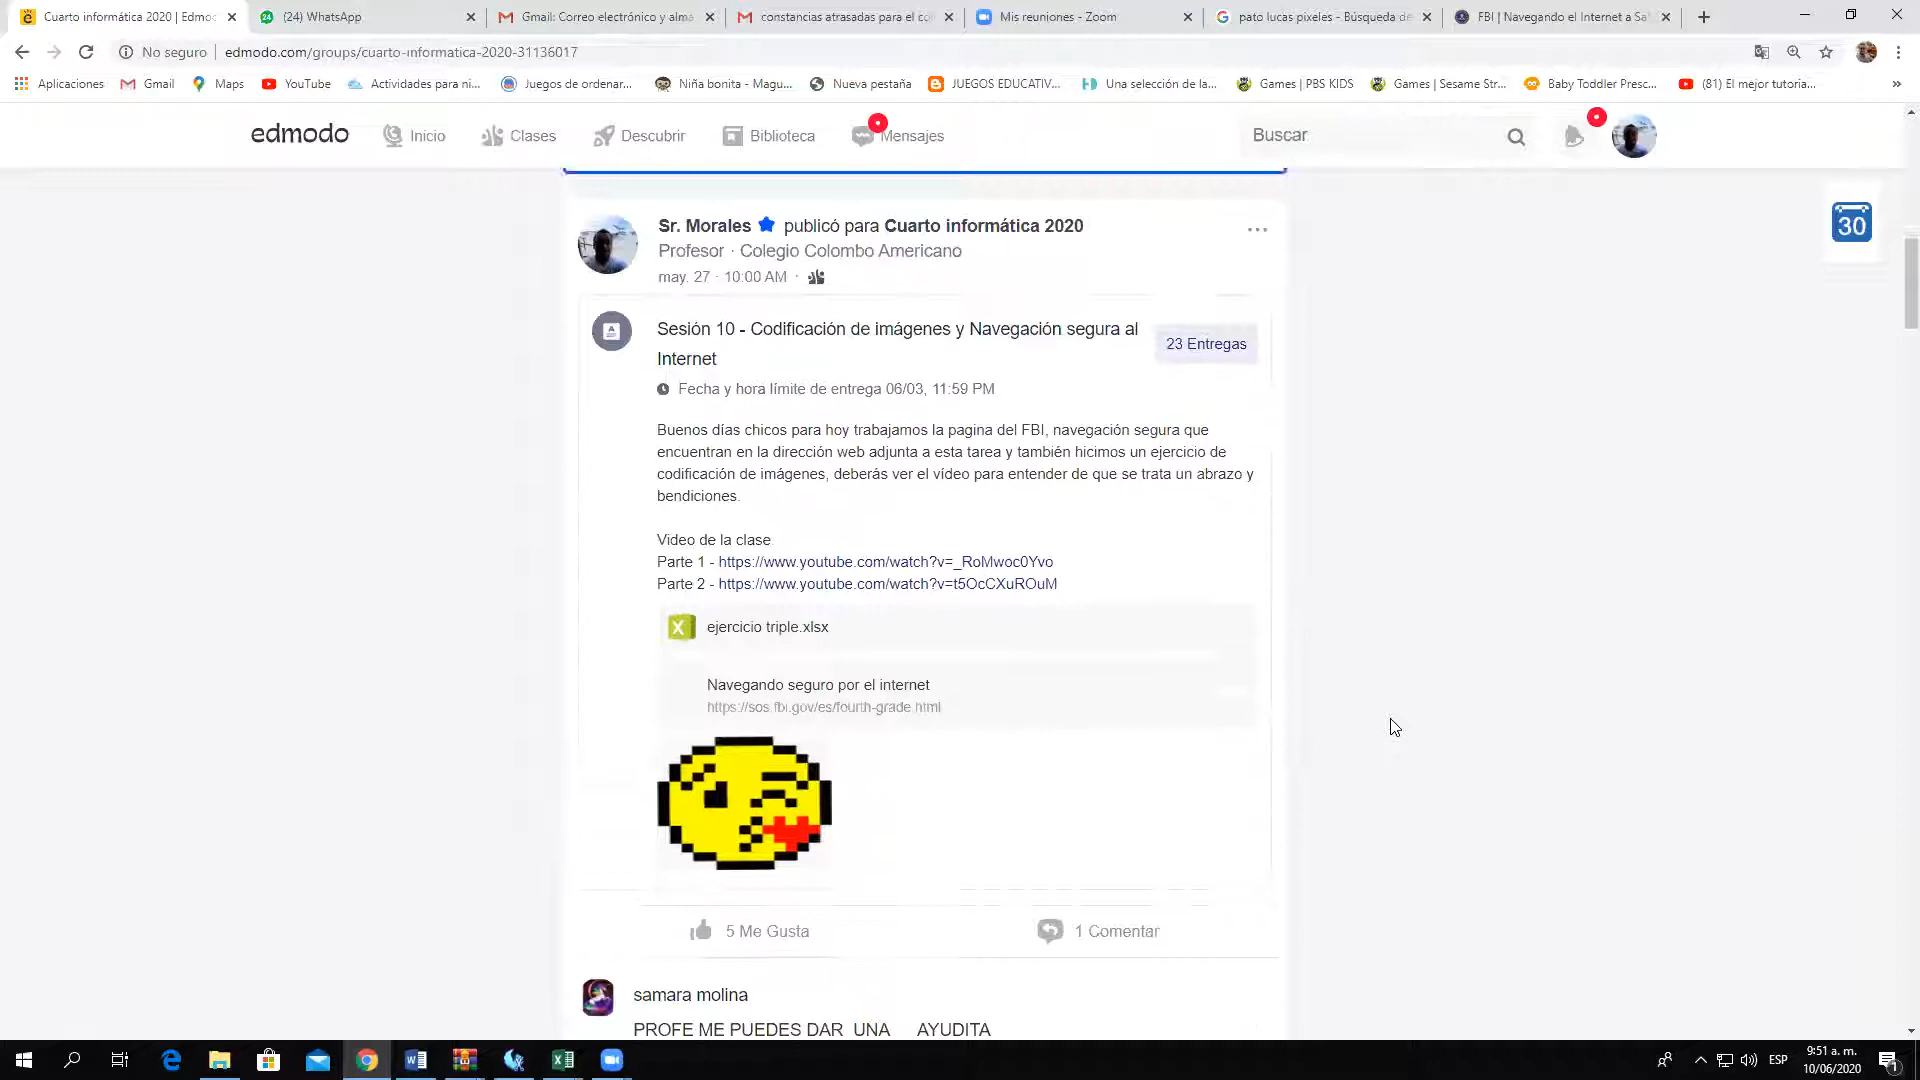 Cuarto informática 2020 | Edmo
(24) WhatsApp
Gmail: Correo electrónico y alma
constancias atrasadas para el co
Mis reuniones - Zoom
pato lucas pixeles - Búsqueda de
FBI | Navegando el Internet a Sa
No seguro
edmodo.com/groups/cuarto-informatica-2020-31136017
Aplicaciones
Gmail
Maps
YouTube
Actividades para ni...
Juegos de ordenar...
Niña bonita - Magu...
Nueva pestaña
JUEGOS EDUCATIV...
Una selección de la...
Games | PBS KIDS
Games | Sesame Str...
Baby Toddler Presc...
(81) El mejor tutoria...
»
edmodo
Inicio
Clases
Descubrir
Biblioteca
Mensajes
Buscar
30
Sr. Morales publicó para Cuarto informática 2020
Profesor · Colegio Colombo Americano
may. 27 · 10:00 AM ·
Sesión 10 - Codificación de imágenes y Navegación segura al
Internet
23 Entregas
Fecha y hora límite de entrega 06/03, 11:59 PM
Buenos días chicos para hoy trabajamos la pagina del FBI, navegación segura que
encuentran en la dirección web adjunta a esta tarea y también hicimos un ejercicio de
codificación de imágenes, deberás ver el vídeo para entender de que se trata un abrazo y
bendiciones.
Video de la clase
Parte 1 - https://www.youtube.com/watch?v=_RoMwoc0Yvo
Parte 2 - https://www.youtube.com/watch?v=t5OcCXuROuM
ejercicio triple.xlsx
Navegando seguro por el internet
https://sos.fbi.gov/es/fourth-grade.html
5 Me Gusta
1 Comentar
samara molina
PROFE ME PUEDES DAR UNA AYUDITA
ESP
9:51 a. m.
10/06/2020
1